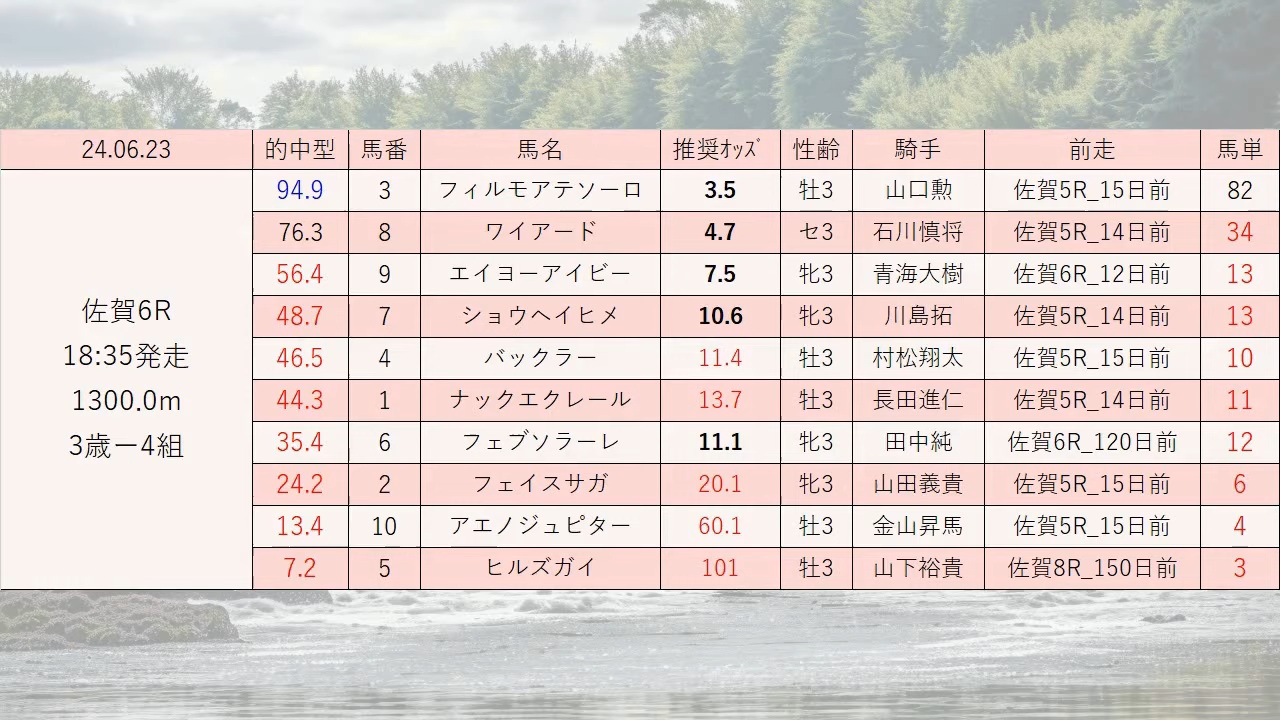 24.06.23 的中型 馬番 馬名 推奨ｵｯｽﾞ 性齢 騎手 前走 馬単
佐賀6R
18:35発走
1300.0m
3歳ー4組
94.9 3 フィルモアテソーロ 3.5 牡3 山口勲 佐賀5R_15日前 82
76.3 8 ワイアード 4.7 セ3 石川慎将 佐賀5R_14日前 34
56.4 9 エイヨーアイビー 7.5 牝3 青海大樹 佐賀6R_12日前 13
48.7 7 ショウヘイヒメ 10.6 牝3 川島拓 佐賀5R_14日前 13
46.5 4 バックラー 11.4 牡3 村松翔太 佐賀5R_15日前 10
44.3 1 ナックエクレール 13.7 牡3 長田進仁 佐賀5R_14日前 11
35.4 6 フェブソラーレ 11.1 牝3 田中純 佐賀6R_120日前 12
24.2 2 フェイスサガ 20.1 牝3 山田義貴 佐賀5R_15日前 6
13.4 10 アエノジュピター 60.1 牡3 金山昇馬 佐賀5R_15日前 4
7.2 5 ヒルズガイ 101 牡3 山下裕貴 佐賀8R_150日前 3